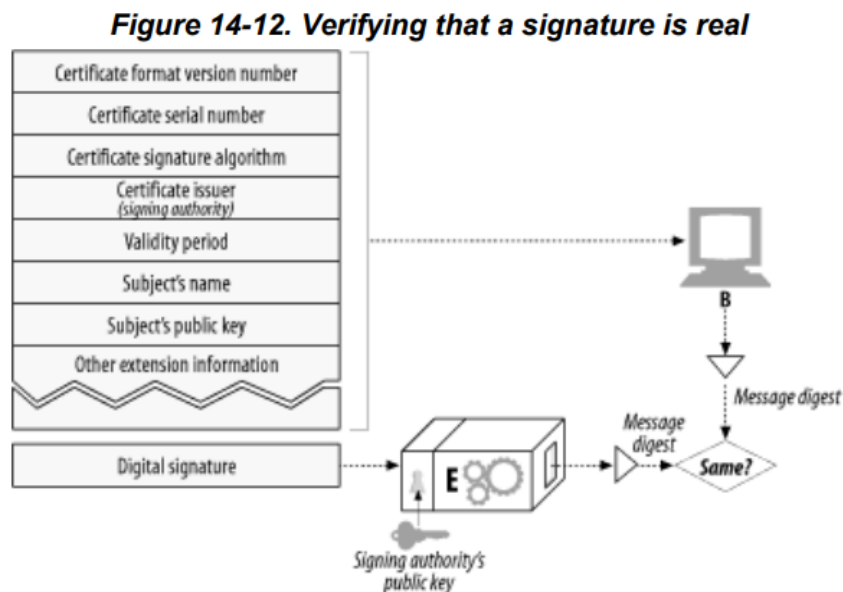 Figure 14-12. Verifying that a signature is real
Certificate format version number
Certificate serial number
Certificate signature algorithm
Certificate issuer
(signing authority)
Validity period
Subject's name
Subject's public key
Other extension information
B
Message digest
Message
digest
Digital signature
E
Same?
Signing authority's
public key